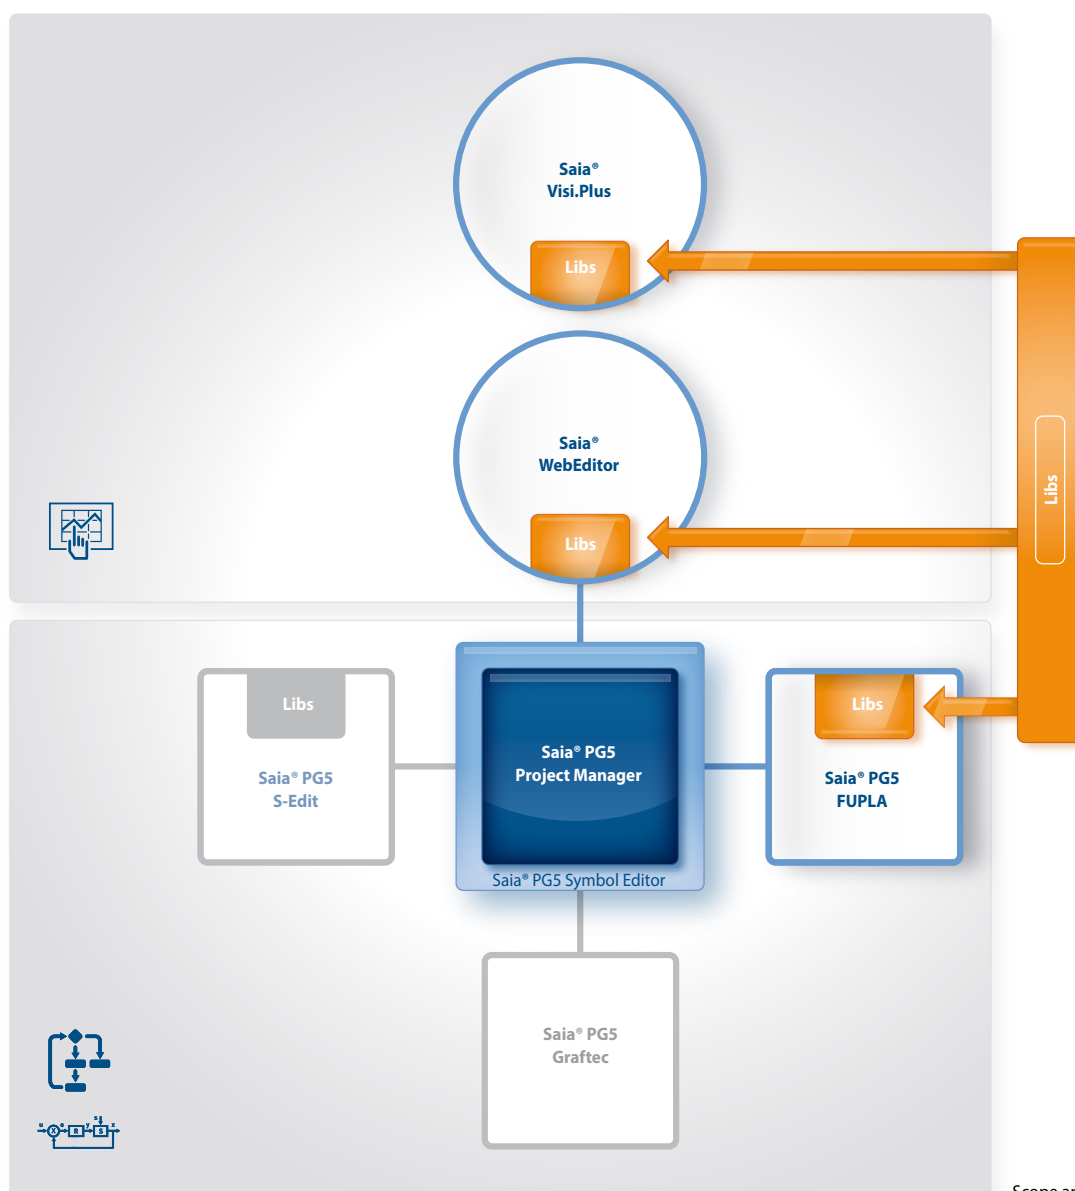 Saia®
Visi.Plus
Libs
Saia®
WebEditor
Libs
Libs
Libs
Saia® PG5
S-Edit
Saia® PG5
Project Manager
Saia® PG5 Symbol Editor
Libs
Saia® PG5
FUPLA
Saia® PG5
Graftec
u X e R y S S x
Scope